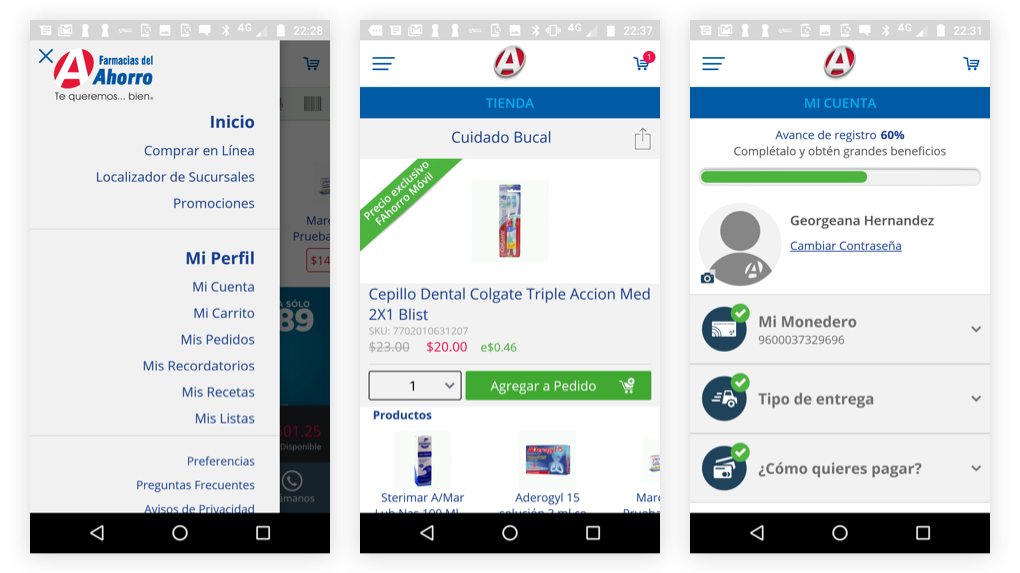 4G 22:28
Farmacias del
Ahorro
Te queremos... bien.
Inicio
Comprar en Línea
Localizador de Sucursales
Promociones
Mi Perfil
Mi Cuenta
Mi Carrito
Mis Pedidos
Mis Recordatorios
Mis Recetas
Mis Listas
Preferencias
Preguntas Frecuentes
Avisos de Privacidad
Marc
Prueba
$14
SÓLO
89
501.25
Disponible
4G 22:37
1
TIENDA
Cuidado Bucal
Precio exclusivo
FAhorro Móvil
Cepillo Dental Colgate Triple Accion Med
2X1 Blist
SKU: 7702010631207
$23.00 $20.00 e$0.46
1 Agregar a Pedido
Productos
Sterimar A/Mar
Lub Nas 100 Ml
Aderogyl 15
solución 3 ml co
Marc
Prueba
4G 22:31
MI CUENTA
Avance de registro 60%
Complétalo y obtén grandes beneficios
Georgeana Hernandez
Cambiar Contraseña
Mi Monedero
9600037329696
Tipo de entrega
¿Cómo quieres pagar?